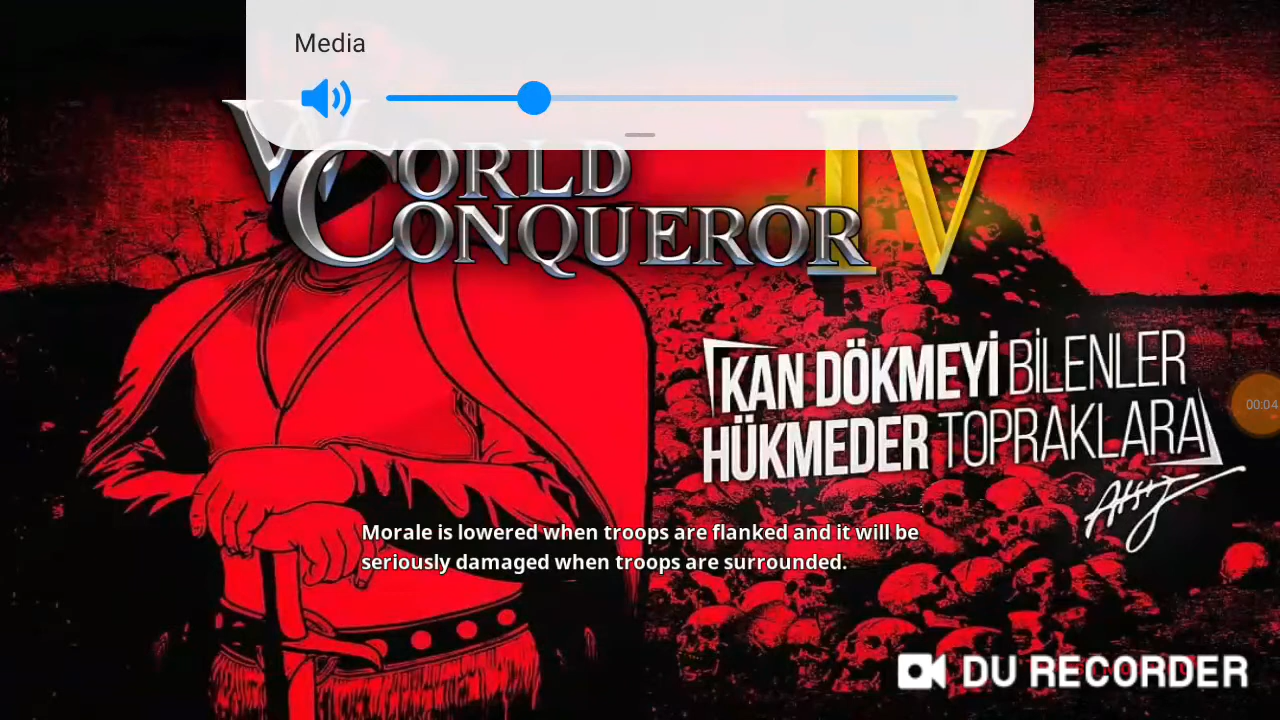 Media
WORLD
CONQUEROR IV
KAN DÖKMEYİ BİLENLER
HÜKMEDER TOPRAKLARA
00:04
Morale is lowered when troops are flanked and it will be
seriously damaged when troops are surrounded.
DU RECORDER